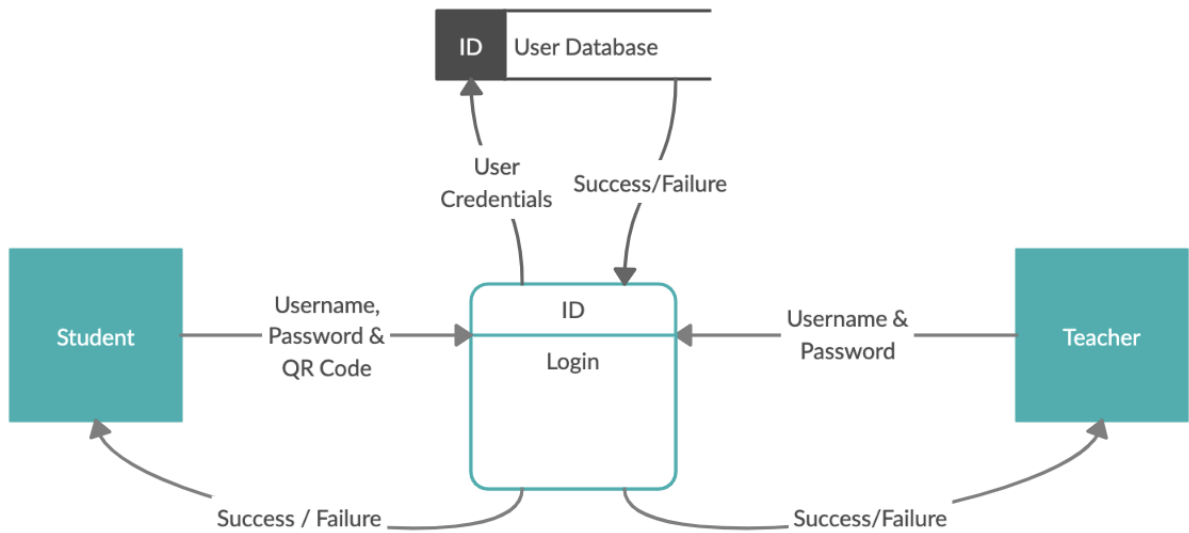 ID
User Database
User
Credentials
Success/Failure
Student
Username,
Password &
QR Code
ID
Login
Username &
Password
Teacher
Success / Failure
Success/Failure